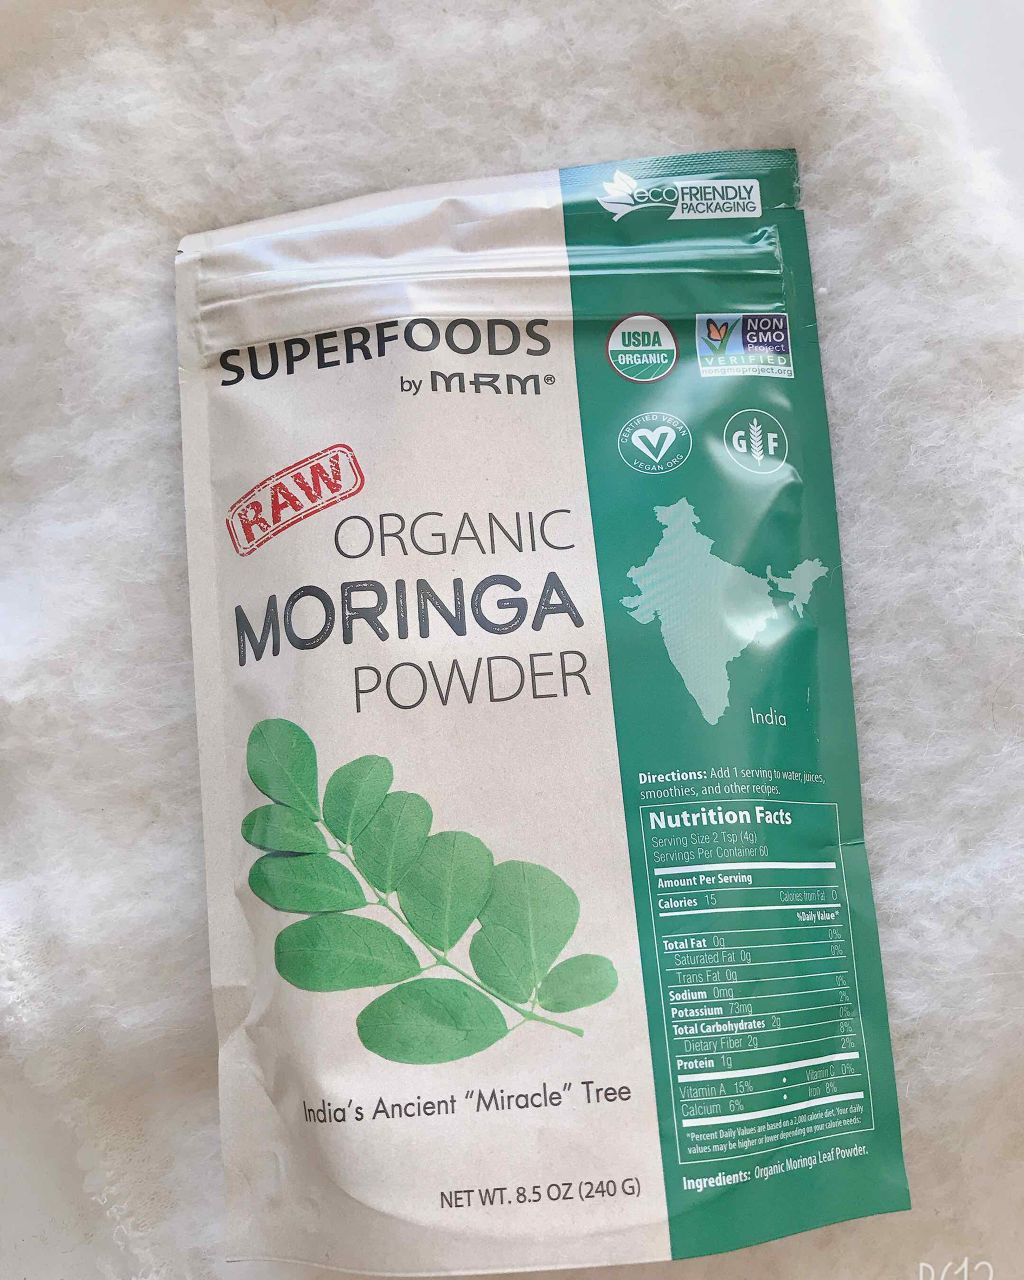 eco FRIENDLY
PACKAGING
SUPERFOODS
by MRM®
USDA
ORGANIC
NON
GMO
Project
VERIFIED
nongmoproject.org
CERTIFIED VEGAN
VEGAN.ORG
G F
RAW
ORGANIC
MORINGA
POWDER
India
Directions: Add 1 serving to water, juices,
smoothies, and other recipes.
Nutrition Facts
Serving Size 2 Tsp (4g)
Servings Per Container 60
Amount Per Serving
Calories 15 Calories from Fat 0
%Daily Value*
Total Fat 0g 0%
Saturated Fat 0g 0%
Trans Fat 0g
Sodium 0mg 0%
Potassium 73mg 2%
Total Carbohydrates 2g 0%
Dietary Fiber 2g 8%
Protein 1g 2%
Vitamin A 15% • Vitamin C 0%
Calcium 6% • Iron 8%
*Percent Daily Values are based on a 2,000 calorie diet. Your daily
values may be higher or lower depending on your calorie needs:
Ingredients: Organic Moringa Leaf Powder.
India's Ancient "Miracle" Tree
NET WT. 8.5 OZ (240 G)